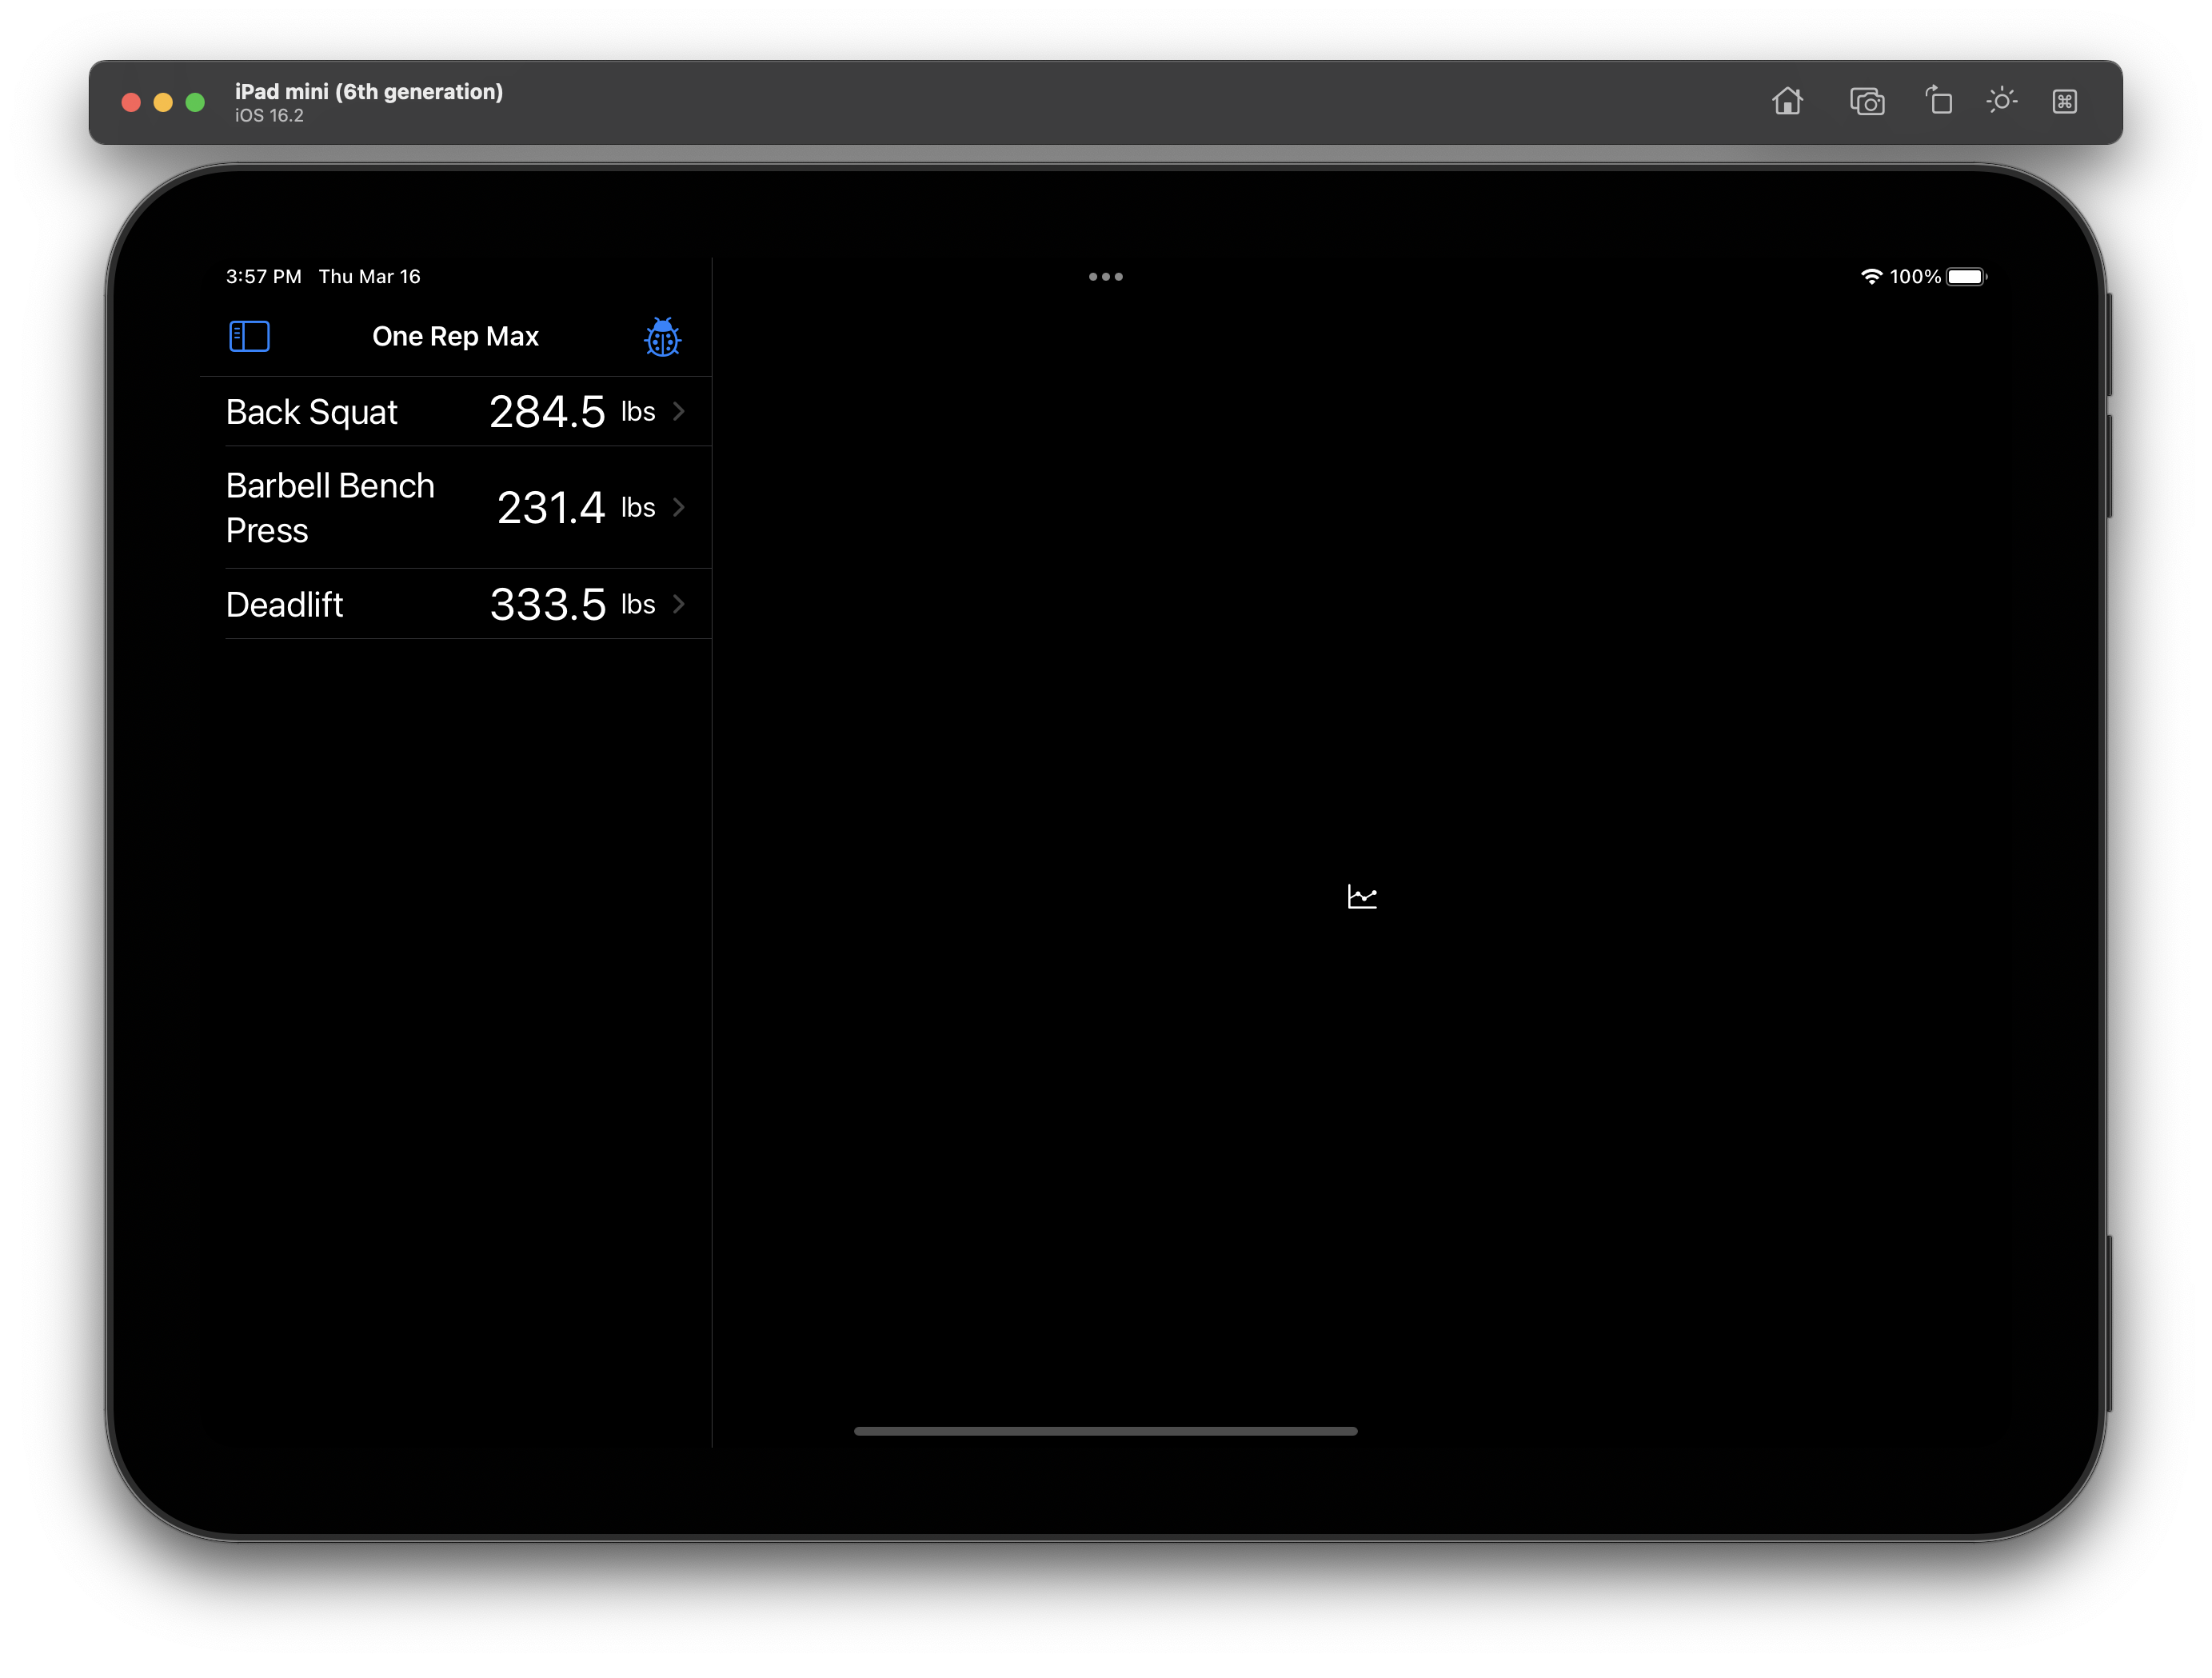 iPad mini (6th generation)
iOS 16.2
3:57 PM Thu Mar 16
100%
One Rep Max
Back Squat 284.5 lbs
Barbell Bench
Press 231.4 lbs
Deadlift 333.5 lbs